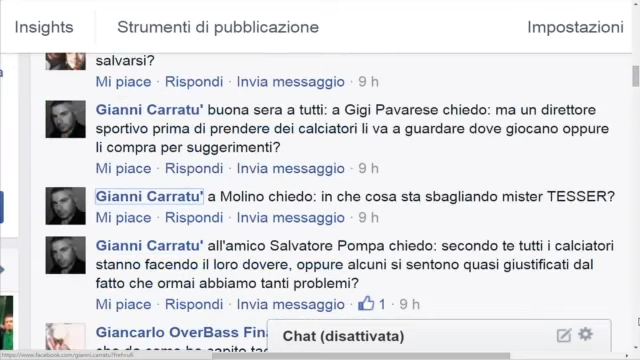 Insights Strumenti di pubblicazione Impostazioni
salvarsi?
Mi piace · Rispondi · Invia messaggio · 9 h
Gianni Carratu' buona sera a tutti: a Gigi Pavarese chiedo: ma un direttore
sportivo prima di prendere dei calciatori li va a guardare dove giocano oppure
li compra per suggerimenti?
Mi piace · Rispondi · Invia messaggio · 9 h
Gianni Carratu' a Molino chiedo: in che cosa sta sbagliando mister TESSER?
Mi piace · Rispondi · Invia messaggio · 9 h
Gianni Carratu' all'amico Salvatore Pompa chiedo: secondo te tutti i calciatori
stanno facendo il loro dovere, oppure alcuni si sentono quasi giustificati dal
fatto che ormai abbiamo tanti problemi?
Mi piace · Rispondi · Invia messaggio · 1 · 9 h
Giancarlo OverBass Fina
Chat (disattivata)